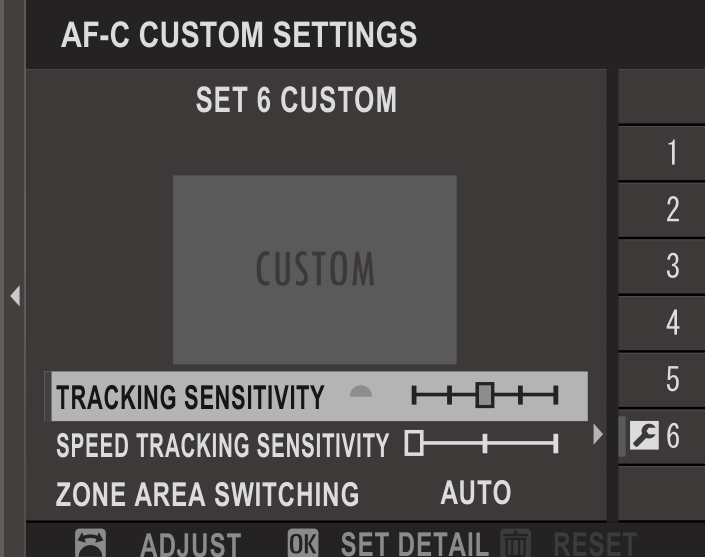 AF-C CUSTOM SETTINGS
SET 6 CUSTOM
CUSTOM
TRACKING SENSITIVITY
SPEED TRACKING SENSITIVITY
ZONE AREA SWITCHING AUTO
1
2
3
4
5
6
ADJUST OK SET DETAIL RESET